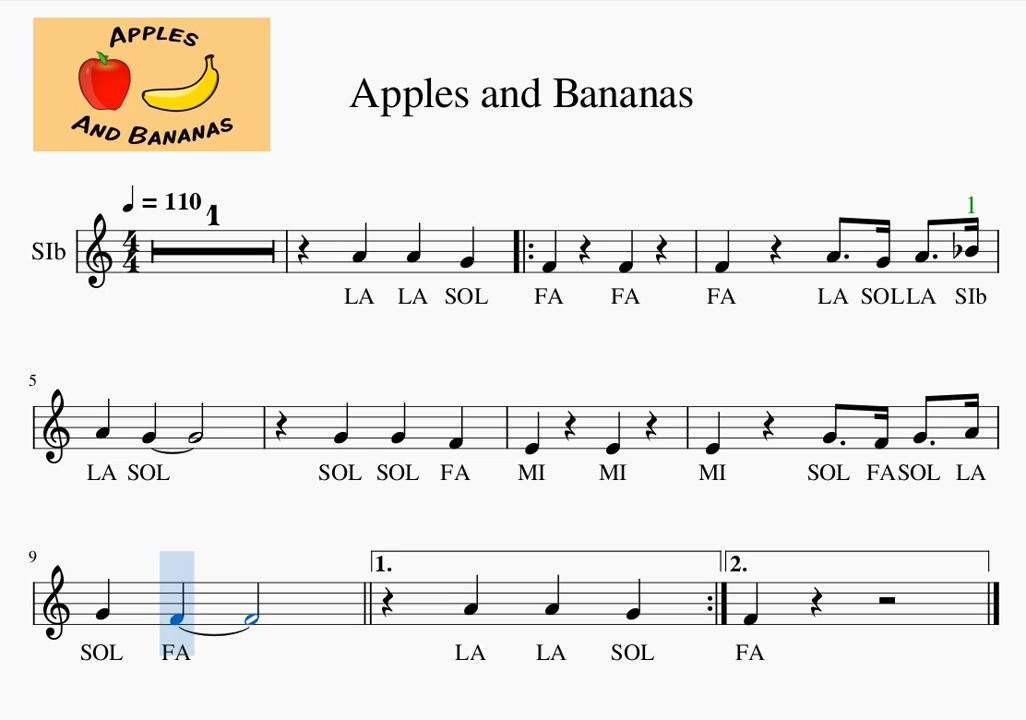 APPLES
AND BANANAS
Apples and Bananas
= 110
1
1
SIb
4
4
LA LA SOL FA FA FA LA SOL LA SIb
5
LA SOL SOL SOL FA MI MI MI SOL FA SOL LA
9
1.
2.
SOL FA LA LA SOL FA